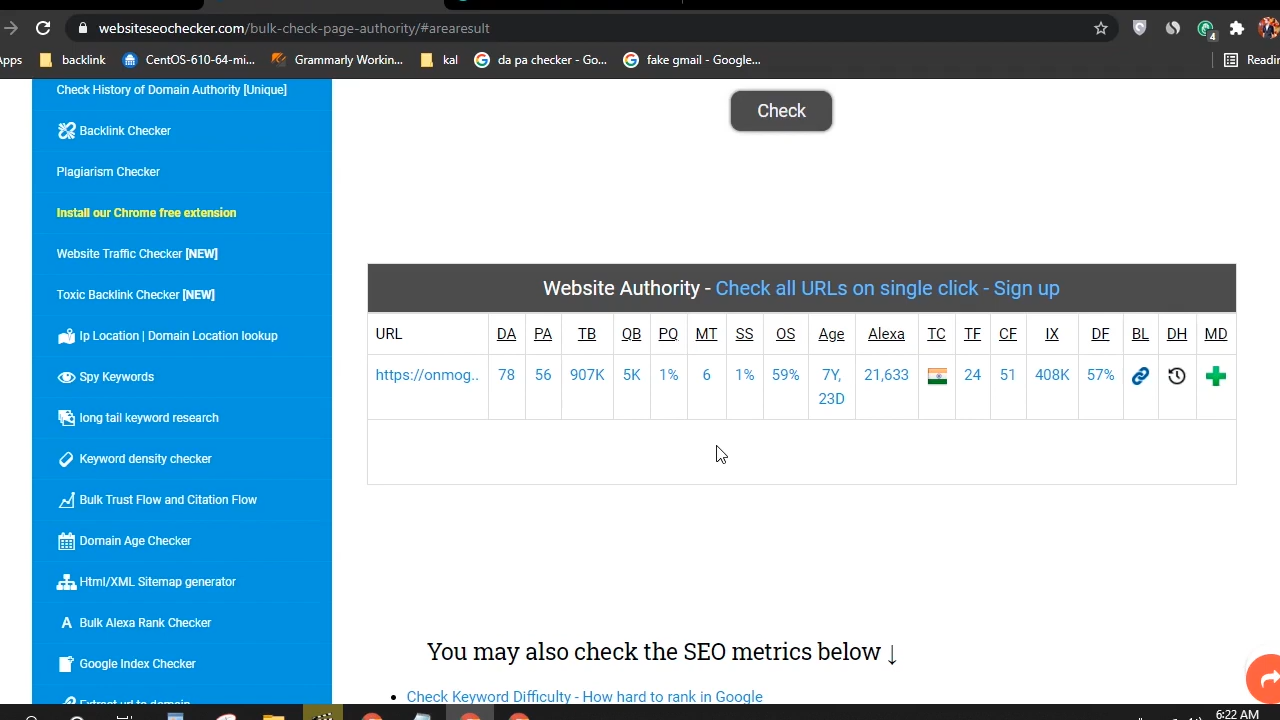 websiteseochecker.com/bulk-check-page-authority/#arearesult
4
pps backlink CentOS-610-64-mi... Grammarly Workin... kal da pa checker - Go... fake gmail - Google... Readin
Check History of Domain Authority [Unique]
Backlink Checker
Plagiarism Checker
Install our Chrome free extension
Website Traffic Checker [NEW]
Toxic Backlink Checker [NEW]
Ip Location | Domain Location lookup
Spy Keywords
long tail keyword research
Keyword density checker
Bulk Trust Flow and Citation Flow
Domain Age Checker
Html/XML Sitemap generator
A Bulk Alexa Rank Checker
Google Index Checker
Extract url to domain
Check
Website Authority - Check all URLs on single click - Sign up
URL DA PA TB QB PQ MT SS OS Age Alexa TC TF CF IX DF BL DH MD
https://onmog.. 78 56 907K 5K 1% 6 1% 59% 7Y, 21,633 24 51 408K 57%
23D
You may also check the SEO metrics below ↓
• Check Keyword Difficulty - How hard to rank in Google
6:22 AM